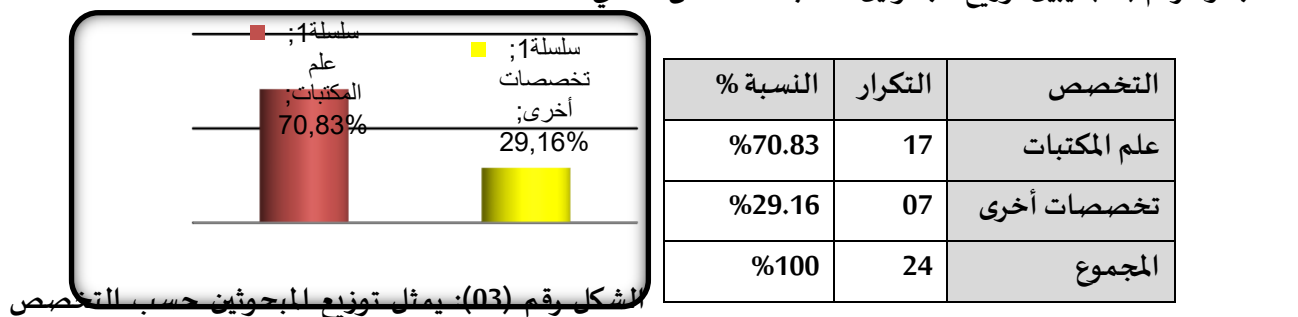 التخصص التكرار النسبة %
علم المكتبات 17 70.83%
تخصصات أخرى 07 29.16%
المجموع 24 100%
سلسلة1;
علم
المكتبات;
70,83%
سلسلة1;
تخصصات
أخرى;
29,16%
الشكل رقم (03): يمثل توزيع المبحوثين حسب التخصص